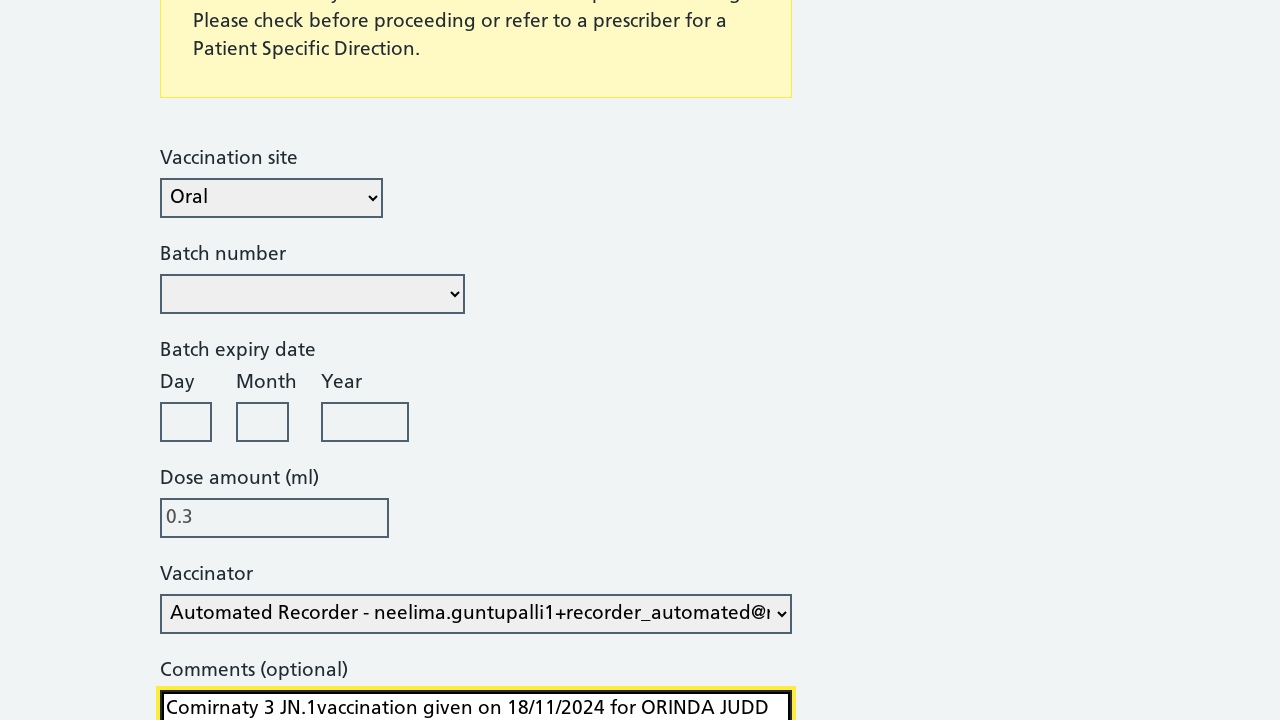 Please check before proceeding or refer to a prescriber for a
Patient Specific Direction.
Vaccination site
Oral
Batch number
Batch expiry date
Day Month Year
Dose amount (ml)
0.3
Vaccinator
Automated Recorder - neelima.guntupalli1+recorder_automated@
Comments (optional)
Comirnaty 3 JN.1vaccination given on 18/11/2024 for ORINDA JUDD